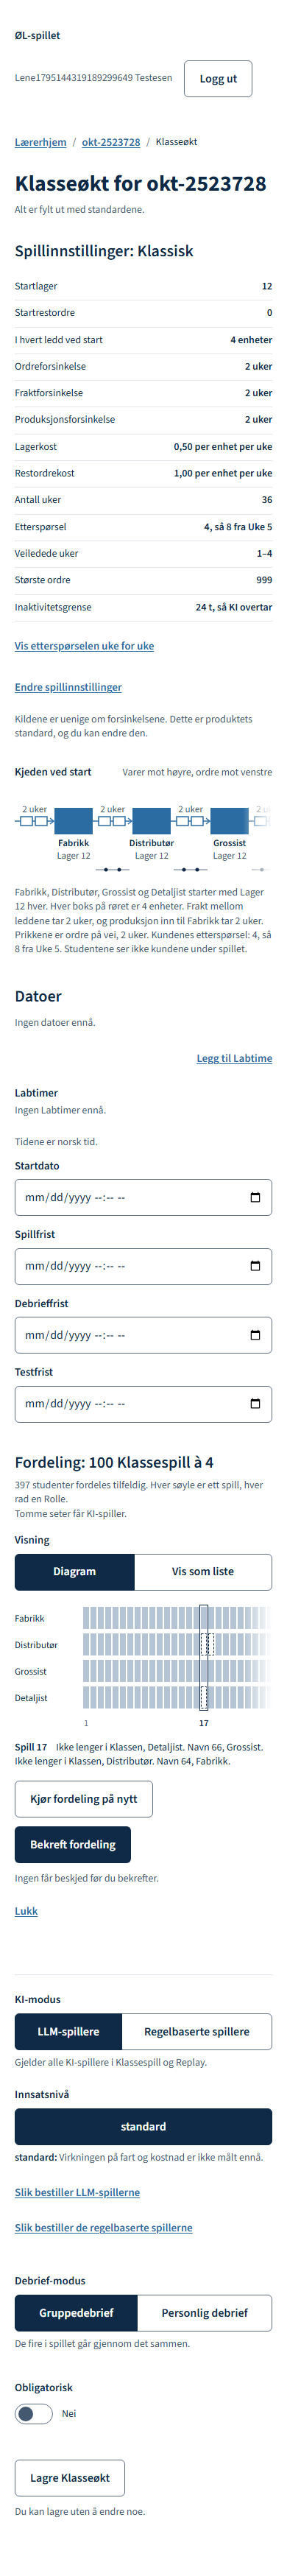 ØL-spillet
Lene1795144319189299649 Testesen
Logg ut
Lærerhjem / okt-2523728 / Klasseøkt
Klasseøkt for okt-2523728
Alt er fylt ut med standardene.
Spillinnstillinger: Klassisk
Startlager 12
Startrestordre 0
I hvert ledd ved start 4 enheter
Ordreforsinkelse 2 uker
Fraktforsinkelse 2 uker
Produksjonsforsinkelse 2 uker
Lagerkost 0,50 per enhet per uke
Restordrekost 1,00 per enhet per uke
Antall uker 36
Etterspørsel 4, så 8 fra Uke 5
Veiledede uker 1–4
Største ordre 999
Inaktivitetsgrense 24 t, så KI overtar
Vis etterspørselen uke for uke
Endre spillinnstillinger
Kildene er uenige om forsinkelsene. Dette er produktets
standard, og du kan endre den.
Kjeden ved start Varer mot høyre, ordre mot venstre
2 uker 2 uker 2 uker
Fabrikk Distributør Grossist
Lager 12 Lager 12 Lager 12
Fabrikk, Distributør, Grossist og Detaljist starter med Lager
12 hver. Hver boks på røret er 4 enheter. Frakt mellom
leddene tar 2 uker, og produksjon inn til Fabrikk tar 2 uker.
Prikkene er ordre på vei, 2 uker. Kundenes etterspørsel: 4, så
8 fra Uke 5. Studentene ser ikke kundene under spillet.
Datoer
Ingen datoer ennå.
Legg til Labtime
Labtimer
Ingen Labtimer ennå.
Tidene er norsk tid.
Startdato
mm/dd/yyyy --:-- --
Spillfrist
mm/dd/yyyy --:-- --
Debrieffrist
mm/dd/yyyy --:-- --
Testfrist
mm/dd/yyyy --:-- --
Fordeling: 100 Klassespill à 4
397 studenter fordeles tilfeldig. Hver søyle er ett spill, hver
rad en Rolle.
Tomme seter får KI-spiller.
Visning
Diagram Vis som liste
Fabrikk
Distributør
Grossist
Detaljist
1 17
Spill 17 Ikke lenger i Klassen, Detaljist. Navn 66, Grossist.
Ikke lenger i Klassen, Distributør. Navn 64, Fabrikk.
Kjør fordeling på nytt
Bekreft fordeling
Ingen får beskjed før du bekrefter.
Lukk
KI-modus
LLM-spillere Regelbaserte spillere
Gjelder alle KI-spillere i Klassespill og Replay.
Innsatsnivå
standard
standard: Virkningen på fart og kostnad er ikke målt ennå.
Slik bestiller LLM-spillerne
Slik bestiller de regelbaserte spillerne
Debrief-modus
Gruppedebrief Personlig debrief
De fire i spillet går gjennom det sammen.
Obligatorisk
Nei
Lagre Klasseøkt
Du kan lagre uten å endre noe.